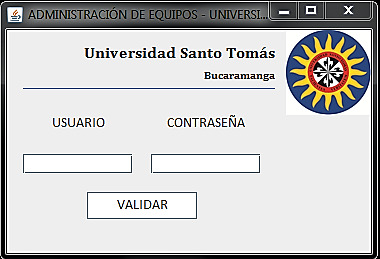 ADMINISTRACIÓN DE EQUIPOS - UNIVERSI...
Universidad Santo Tomás
Bucaramanga
USUARIO CONTRASEÑA
VALIDAR